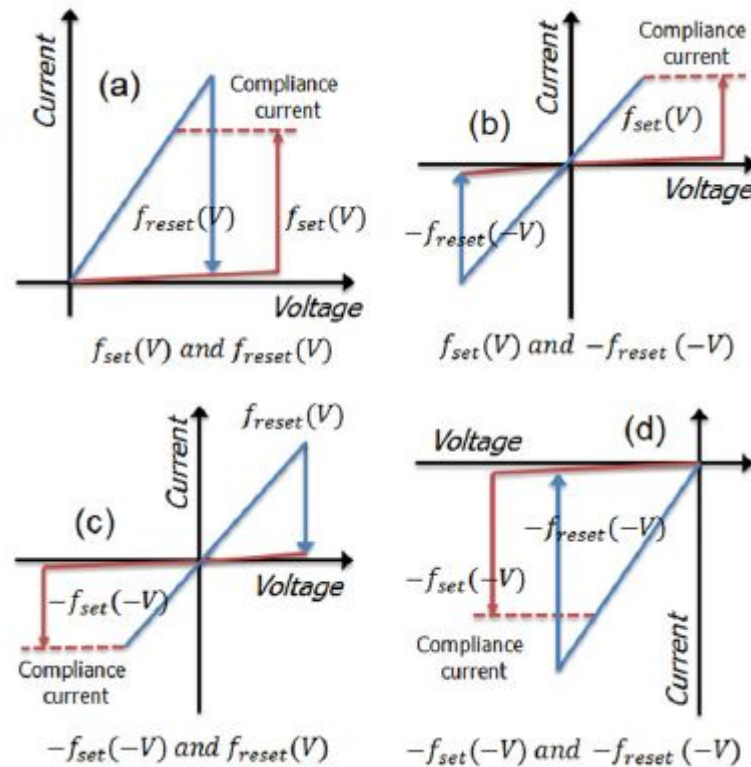 Current
(a)
Compliance
current
f_reset(V)
f_set(V)
Voltage
f_set(V) and f_reset(V)
Current
Compliance
current
(b)
f_set(V)
Voltage
−f_reset(−V)
f_set(V) and −f_reset(−V)
Current
f_reset(V)
(c)
Voltage
−f_set(−V)
Compliance
current
−f_set(−V) and f_reset(V)
Voltage
(d)
−f_reset(−V)
−f_set(−V)
Compliance
current
Current
−f_set(−V) and −f_reset(−V)